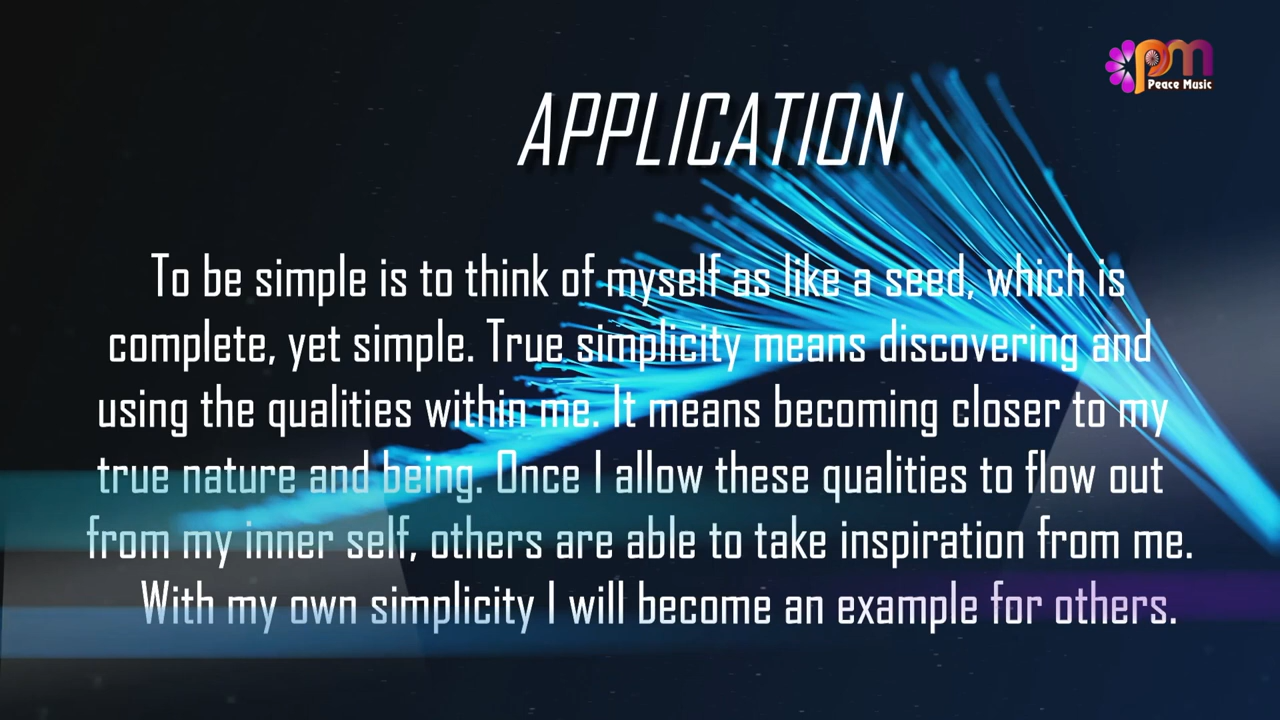 pm
Peace Music
APPLICATION
To be simple is to think of myself as like a seed, which is
complete, yet simple. True simplicity means discovering and
using the qualities within me. It means becoming closer to my
true nature and being. Once I allow these qualities to flow out
from my inner self, others are able to take inspiration from me.
With my own simplicity I will become an example for others.